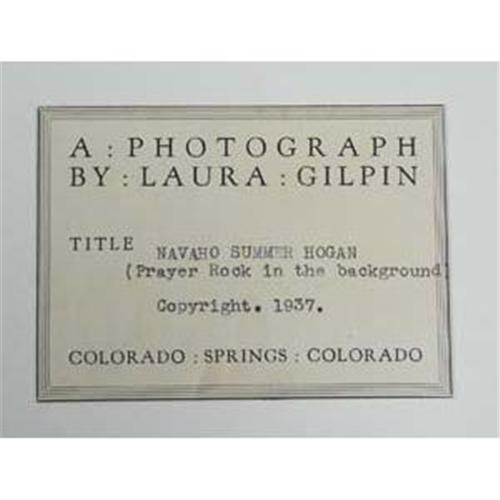 A : PHOTOGRAPH
BY : LAURA : GILPIN
TITLE NAVAHO SUMMER HOGAN
(Prayer Rock in the background)
Copyright. 1937.
COLORADO : SPRINGS : COLORADO